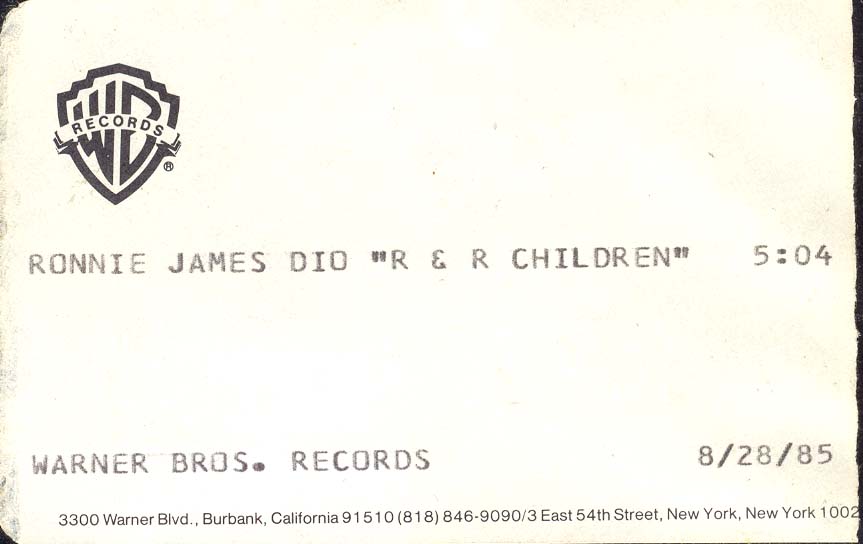 WB
RECORDS
®
RONNIE JAMES DIO "R & R CHILDREN" 5:04
WARNER BROS. RECORDS 8/28/85
3300 Warner Blvd., Burbank, California 91510 (818) 846-9090/3 East 54th Street, New York, New York 1002